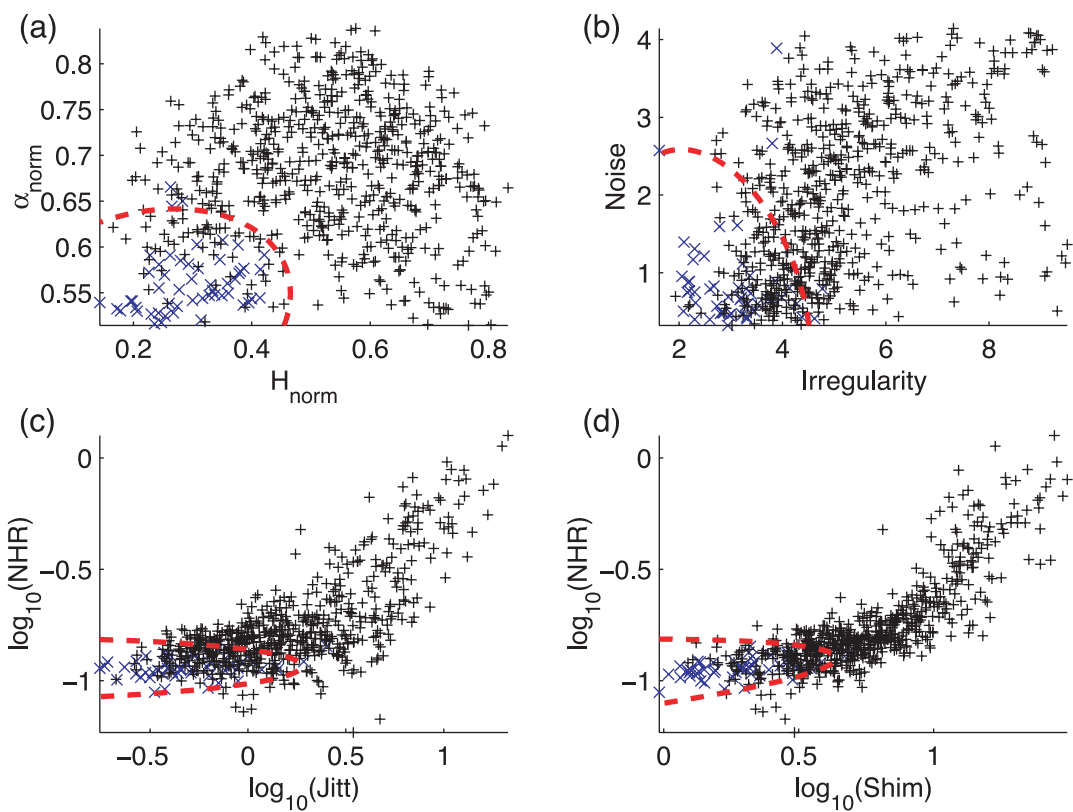 (a)
0.8
0.75
0.7
0.65
0.6
0.55
α_norm
0.2 0.4 0.6 0.8
H_norm
(b)
4
3
2
1
Noise
2 4 6 8
Irregularity
(c)
0
−0.5
−1
log10(NHR)
−0.5 0 0.5 1
log10(Jitt)
(d)
0
−0.5
−1
log10(NHR)
0 0.5 1
log10(Shim)